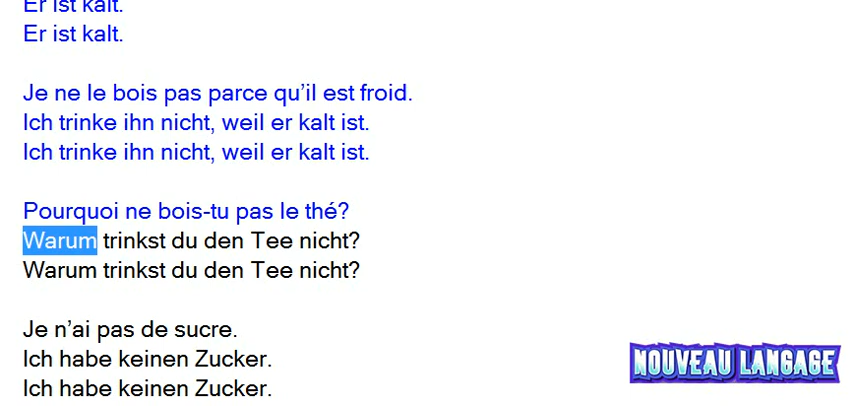 Er ist kalt.
Er ist kalt.
Je ne le bois pas parce qu’il est froid.
Ich trinke ihn nicht, weil er kalt ist.
Ich trinke ihn nicht, weil er kalt ist.
Pourquoi ne bois-tu pas le thé?
Warum trinkst du den Tee nicht?
Warum trinkst du den Tee nicht?
Je n’ai pas de sucre.
Ich habe keinen Zucker.
Ich habe keinen Zucker.
NOUVEAU LANGAGE